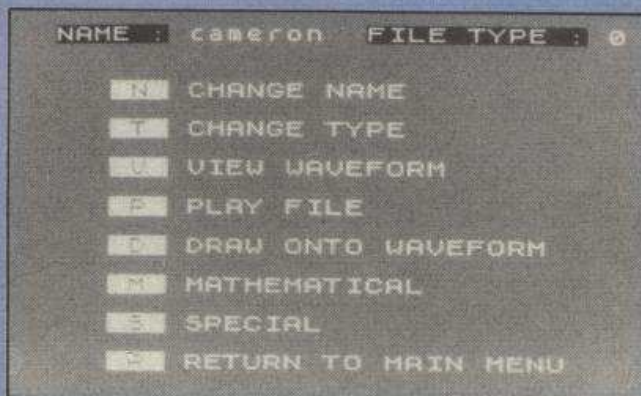 NAME : cameron FILE TYPE : 0
N CHANGE NAME
T CHANGE TYPE
V VIEW WAVEFORM
P PLAY FILE
D DRAW ONTO WAVEFORM
M MATHEMATICAL
S SPECIAL
RETURN TO MAIN MENU